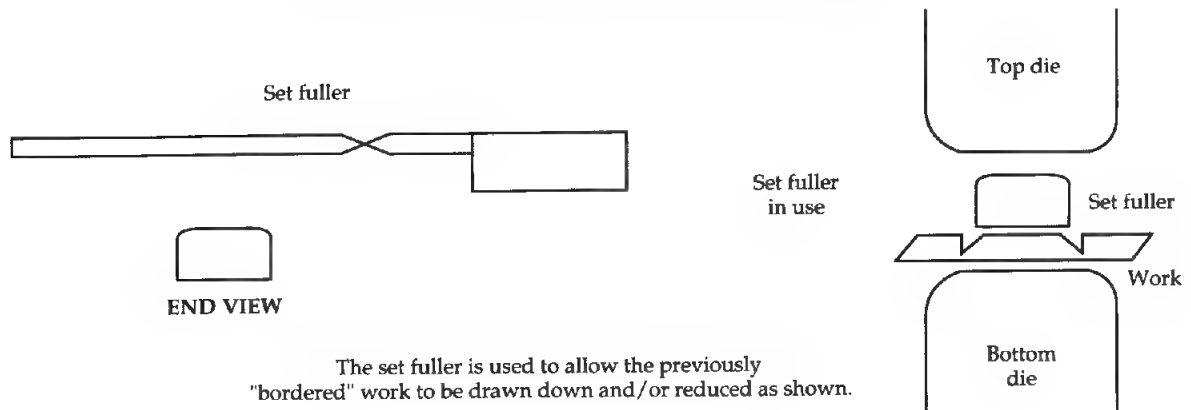 Set fuller
END VIEW
Set fuller
in use
Top die
Set fuller
Work
Bottom
die
The set fuller is used to allow the previously
"bordered" work to be drawn down and/or reduced as shown.